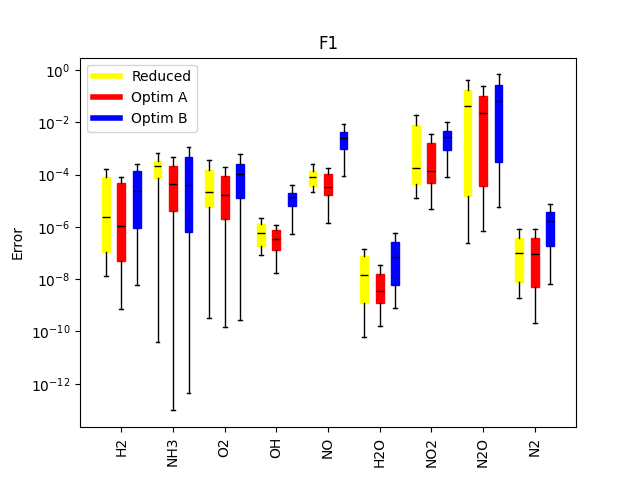 F1
Reduced
Optim A
Optim B
Error
10^0
10^−2
10^−4
10^−6
10^−8
10^−10
10^−12
H2
NH3
O2
OH
NO
H2O
NO2
N2O
N2